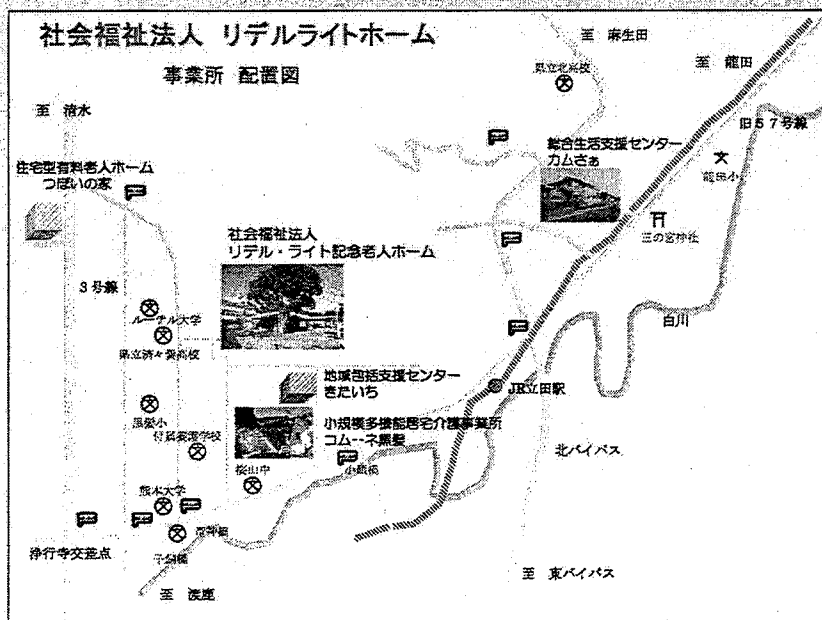 社会福祉法人 リデルライトホーム
事業所 配置図
至 麻生田
県立北高校
至 龍田
至 清水
旧57号線
総合生活支援センター
カムさぁ
龍田小
住宅型有料老人ホーム
つぼいの家
社会福祉法人
リデル・ライト記念老人ホーム
三の宮神社
3号線
白川
ルーテル大学
県立済々黌高校
地域包括支援センター
きたいち
JR立田駅
黒髪小
小規模多機能居宅介護事業所
コムーネ黒髪
付属養護学校
北バイパス
桜山中
小磧橋
熊本大学
子飼橋
浄行寺交差点
至 渡鹿
至 東バイパス